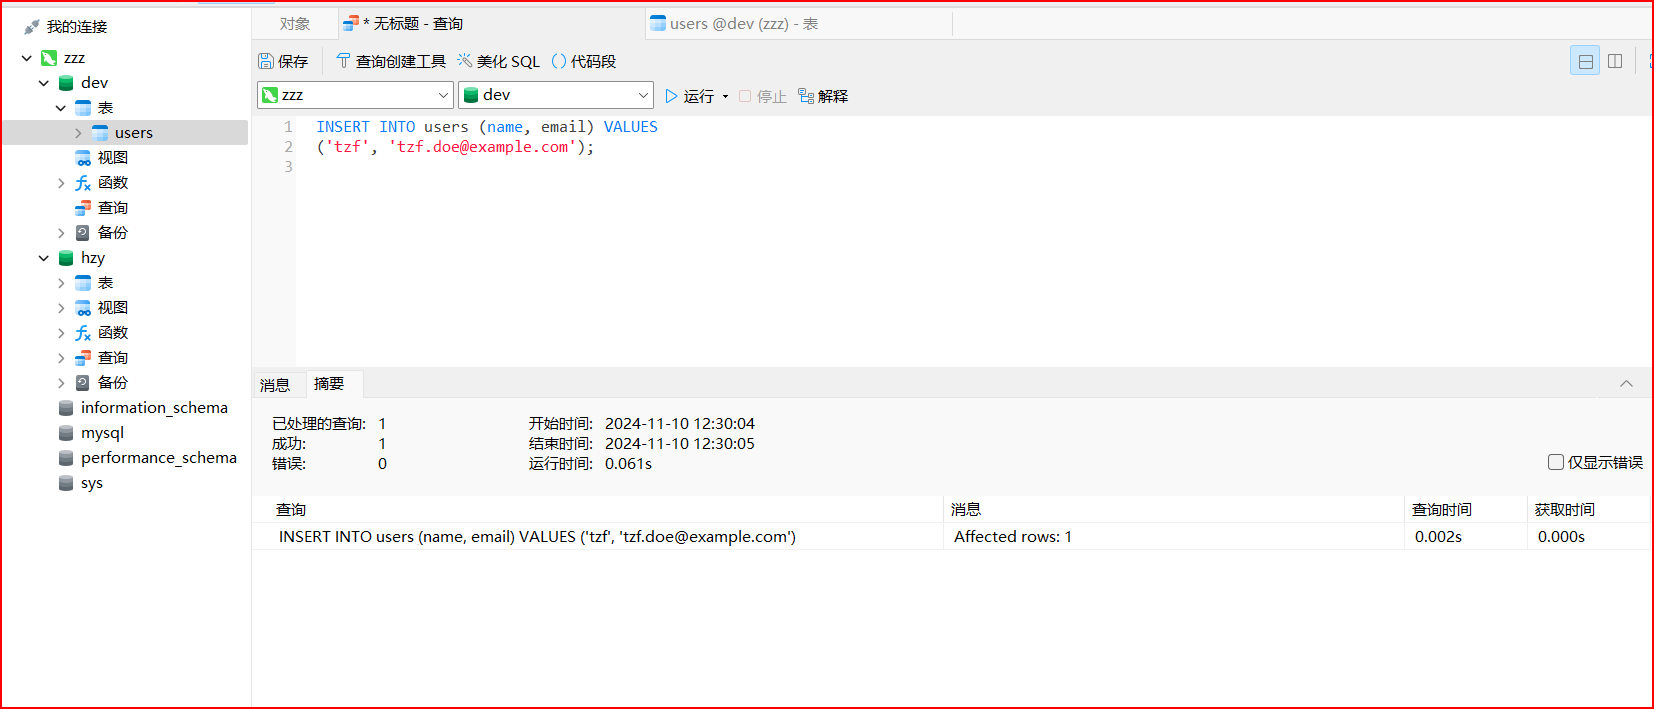 我的连接
zzz
dev
表
users
视图
函数
查询
备份
hzy
表
视图
函数
查询
备份
information_schema
mysql
performance_schema
sys
对象
* 无标题 - 查询
users @dev (zzz) - 表
保存
查询创建工具
美化 SQL
() 代码段
zzz
dev
运行
停止
解释
1 INSERT INTO users (name, email) VALUES
2 ('tzf', 'tzf.doe@example.com');
3
消息
摘要
已处理的查询: 1
成功: 1
错误: 0
开始时间: 2024-11-10 12:30:04
结束时间: 2024-11-10 12:30:05
运行时间: 0.061s
仅显示错误
查询 消息 查询时间 获取时间
INSERT INTO users (name, email) VALUES ('tzf', 'tzf.doe@example.com') Affected rows: 1 0.002s 0.000s